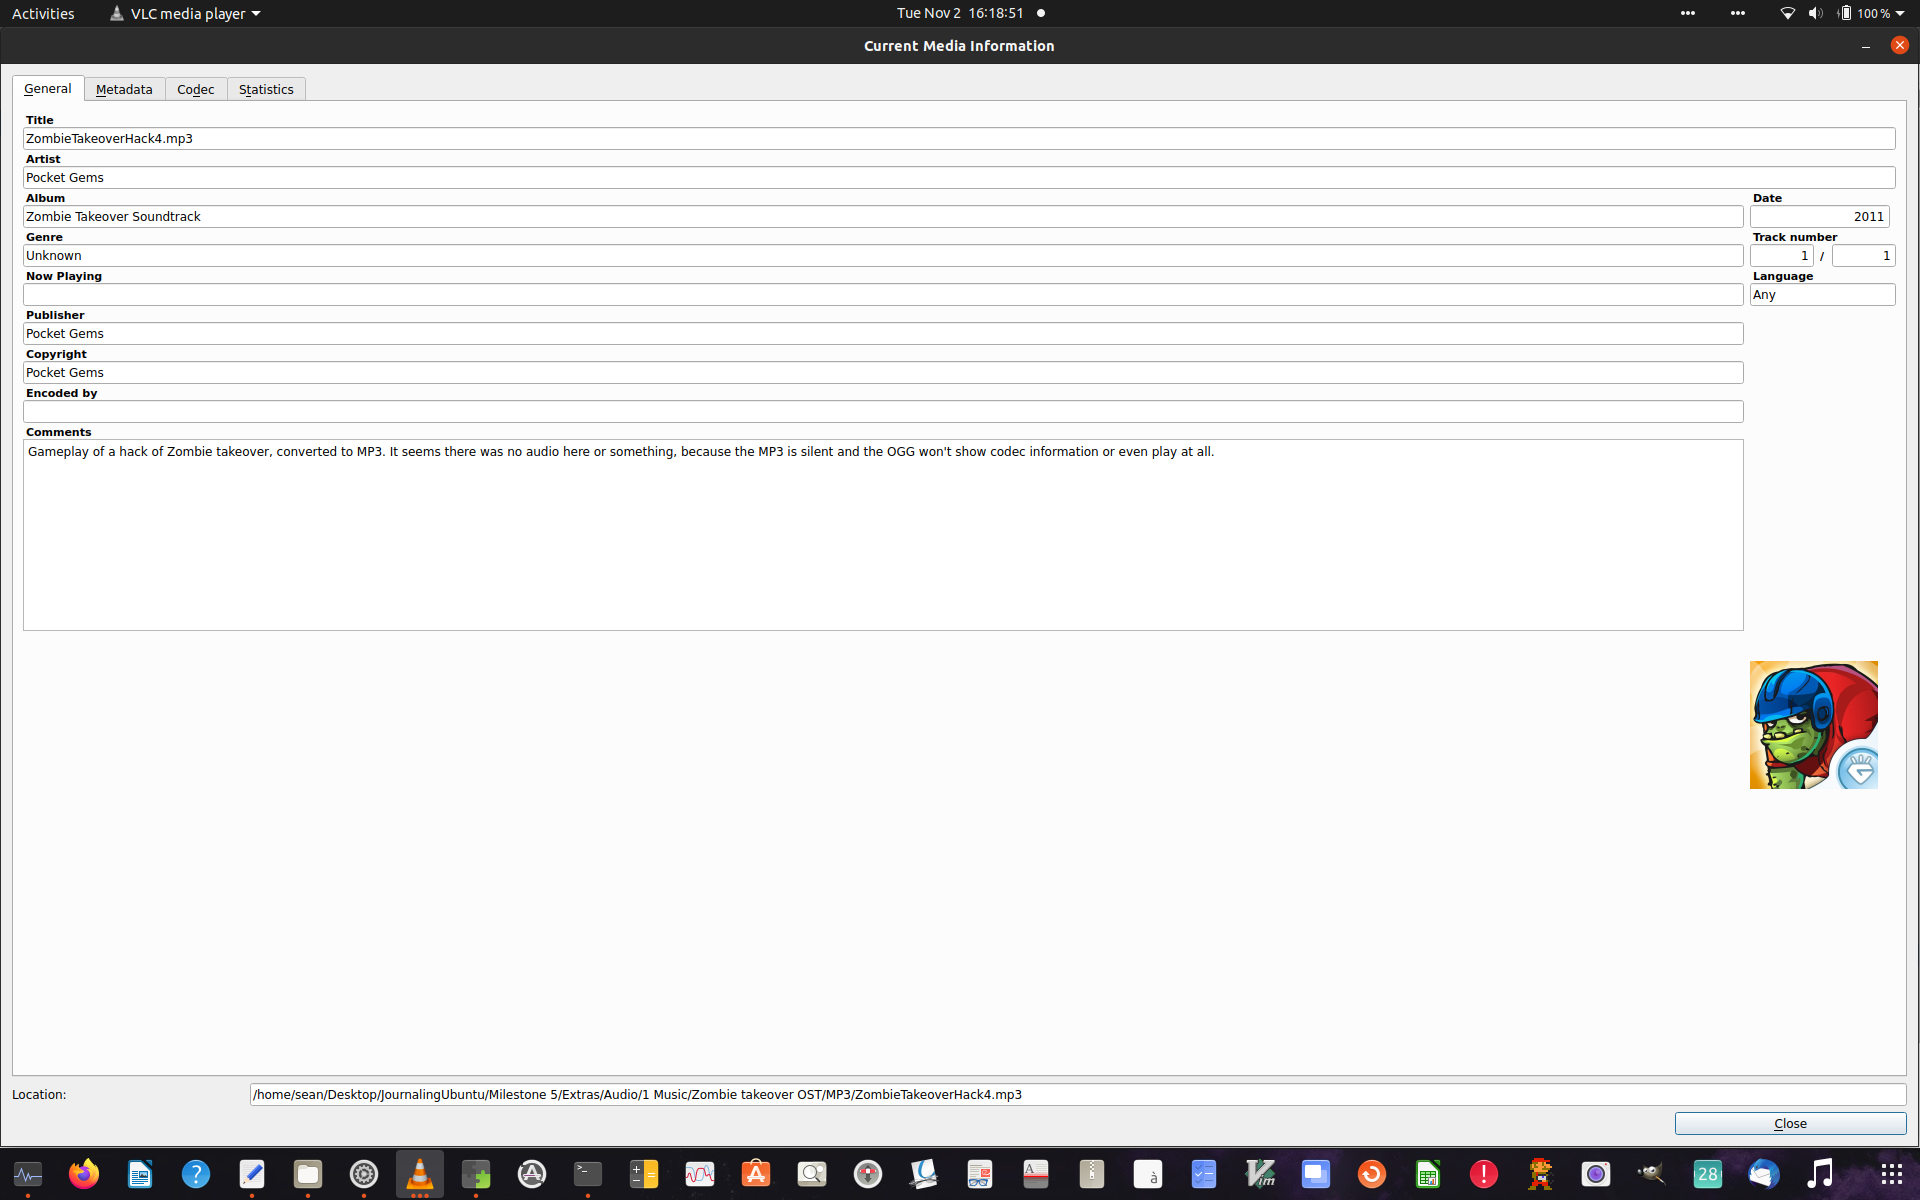 Activities VLC media player Tue Nov 2 16:18:51 100 %
Current Media Information
General Metadata Codec Statistics
Title
ZombieTakeoverHack4.mp3
Artist
Pocket Gems
Album Date
Zombie Takeover Soundtrack 2011
Genre Track number
Unknown 1 / 1
Now Playing Language
Any
Publisher
Pocket Gems
Copyright
Pocket Gems
Encoded by
Comments
Gameplay of a hack of Zombie takeover, converted to MP3. It seems there was no audio here or something, because the MP3 is silent and the OGG won't show codec information or even play at all.
Location: /home/sean/Desktop/JournalingUbuntu/Milestone 5/Extras/Audio/1 Music/Zombie takeover OST/MP3/ZombieTakeoverHack4.mp3
Close
? >_ A à Vim ! 28